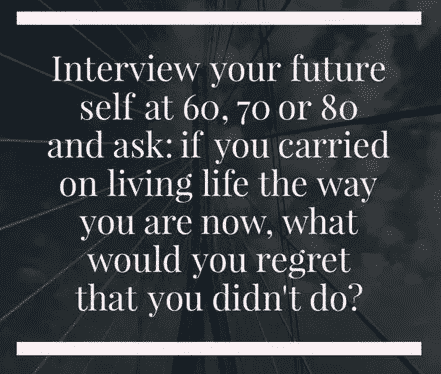 Interview your future
self at 60, 70 or 80
and ask: if you carried
on living life the way
you are now, what
would you regret
that you didn't do?